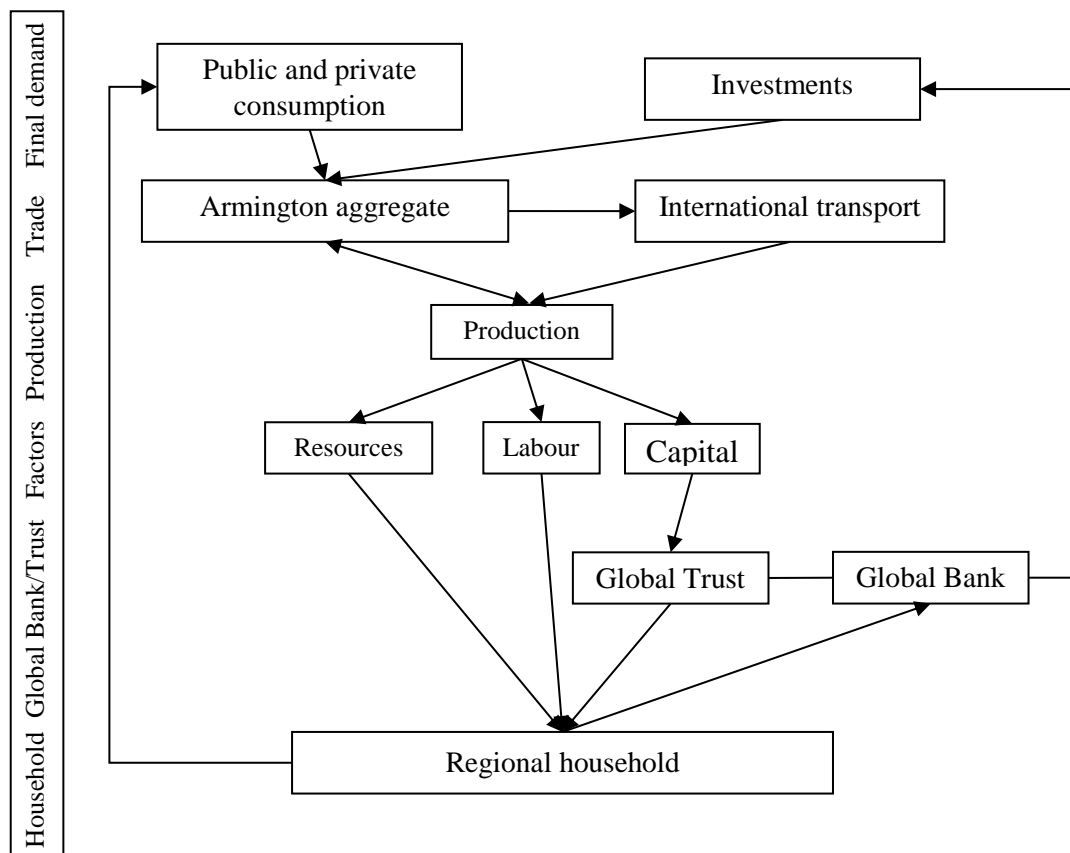 Public and private
consumption
Investments
Armington aggregate
International transport
Production
Resources
Labour
Capital
Global Trust
Global Bank
Regional household
Household Global Bank/Trust Factors Production Trade Final demand